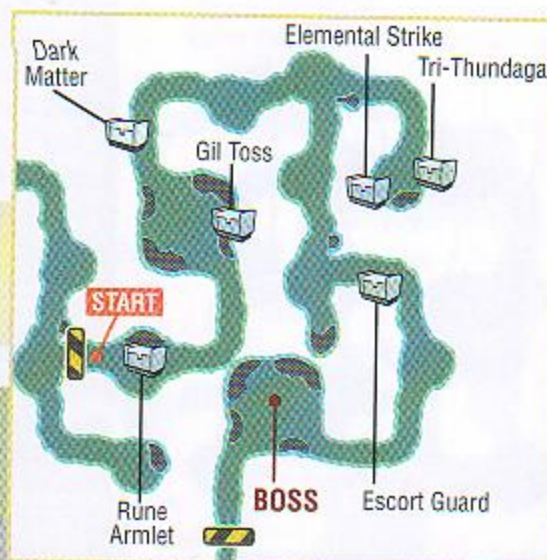 Elemental Strike
Dark
Matter
Tri-Thundaga
Gil Toss
START
Rune
Armlet
BOSS
Escort Guard